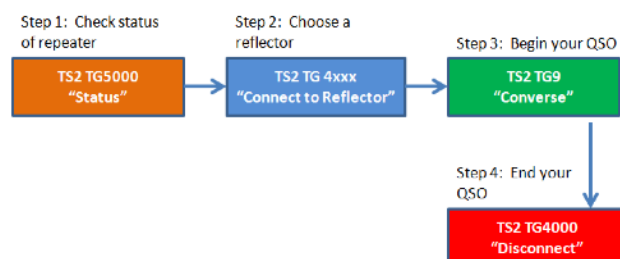 Step 1:  Check status
of repeater
TS2 TG5000
“Status”
Step 2:  Choose a
reflector
TS2 TG 4xxx
“Connect to Reflector”
Step 3:  Begin your QSO
TS2 TG9
“Converse”
Step 4:  End your
QSO
TS2 TG4000
“Disconnect”